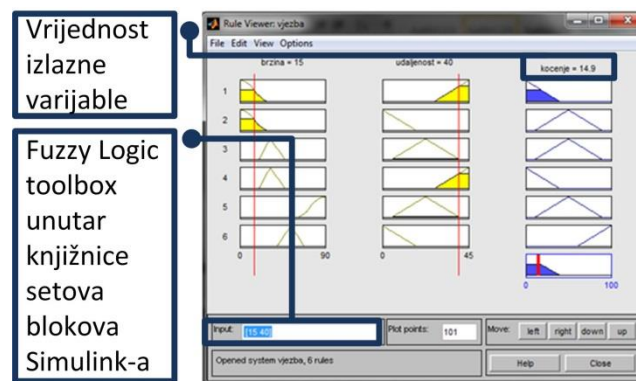 Vrijednost
izlazne
varijable
Fuzzy Logic
toolbox
unutar
knjižnice
setova
blokova
Simulink-a
Rule Viewer: vjezba
File Edit View Options
brzina = 15 udaljenost = 40 kocenje = 14.9
1
2
3
4
5
6
0 90 0 45
0 100
Input: [15 40] Plot points: 101 Move: left right down up
Opened system vjezba, 6 rules Help Close